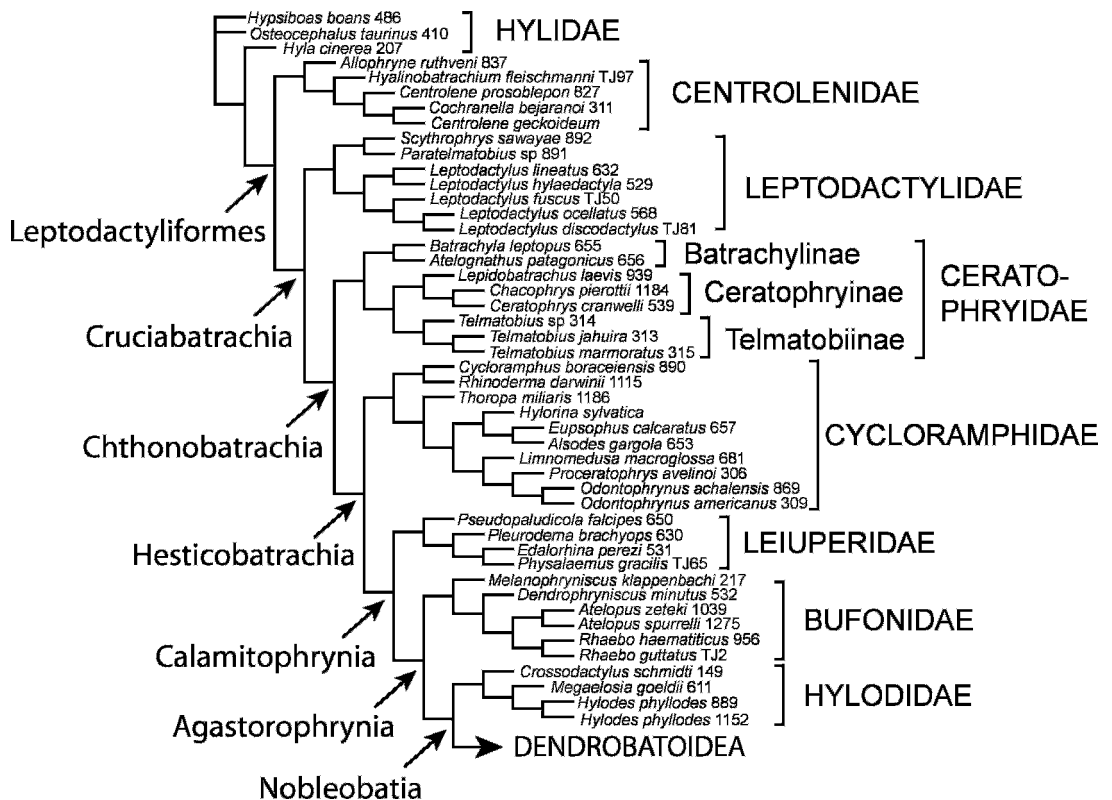 Hypsiboas boans 486
Osteocephalus taurinus 410
Hyla cinerea 207
HYLIDAE
Allophryne ruthveni 837
Hyalinobatrachium fleischmanni TJ97
Centrolene prosoblepon 827
Cochranella bejaranoi 311
Centrolene geckoideum
CENTROLENIDAE
Scythrophrys sawayae 892
Paratelmatobius sp 891
Leptodactylus lineatus 632
Leptodactylus hylaedactyla 529
Leptodactylus fuscus TJ50
Leptodactylus ocellatus 568
Leptodactylus discodactylus TJ81
LEPTODACTYLIDAE
Leptodactyliformes
Batrachyla leptopus 655
Atelognathus patagonicus 656
Batrachylinae
Lepidobatrachus laevis 939
Chacophrys pierottii 1184
Ceratophrys cranwelli 539
Ceratophryinae
CERATO-
PHRYIDAE
Telmatobius sp 314
Telmatobius jahuira 313
Telmatobius marmoratus 315
Telmatobiinae
Cruciabatrachia
Cycloramphus boraceiensis 890
Rhinoderma darwinii 1115
Thoropa miliaris 1186
Hylorina sylvatica
Eupsophus calcaratus 657
Alsodes gargola 653
Limnomedusa macroglossa 681
Proceratophrys avelinoi 306
Odontophrynus achalensis 869
Odontophrynus americanus 309
CYCLORAMPHIDAE
Chthonobatrachia
Pseudopaludicola falcipes 650
Pleurodema brachyops 630
Edalorhina perezi 531
Physalaemus gracilis TJ65
LEIUPERIDAE
Hesticobatrachia
Melanophryniscus klappenbachi 217
Dendrophryniscus minutus 532
Atelopus zeteki 1039
Atelopus spurrelli 1275
Rhaebo haematiticus 956
Rhaebo guttatus TJ2
BUFONIDAE
Calamitophrynia
Crossodactylus schmidti 149
Megaelosia goeldii 611
Hylodes phyllodes 889
Hylodes phyllodes 1152
HYLODIDAE
Agastorophrynia
DENDROBATOIDEA
Nobleobatia